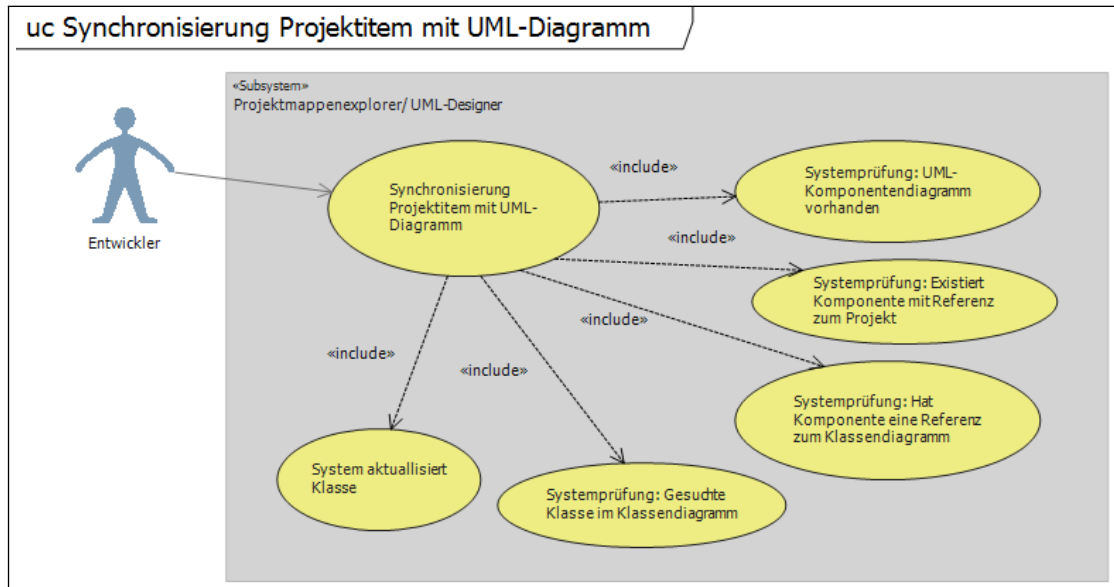 uc Synchronisierung Projektitem mit UML-Diagramm
«Subsystem»
Projektmappenexplorer/ UML-Designer
Entwickler
Synchronisierung
Projektitem mit UML-
Diagramm
«include»
Systemprüfung: UML-
Komponentendiagramm
vorhanden
«include»
Systemprüfung: Existiert
Komponente mit Referenz
zum Projekt
«include»
Systemprüfung: Hat
Komponente eine Referenz
zum Klassendiagramm
«include»
System aktuallisiert
Klasse
«include»
Systemprüfung: Gesuchte
Klasse im Klassendiagramm